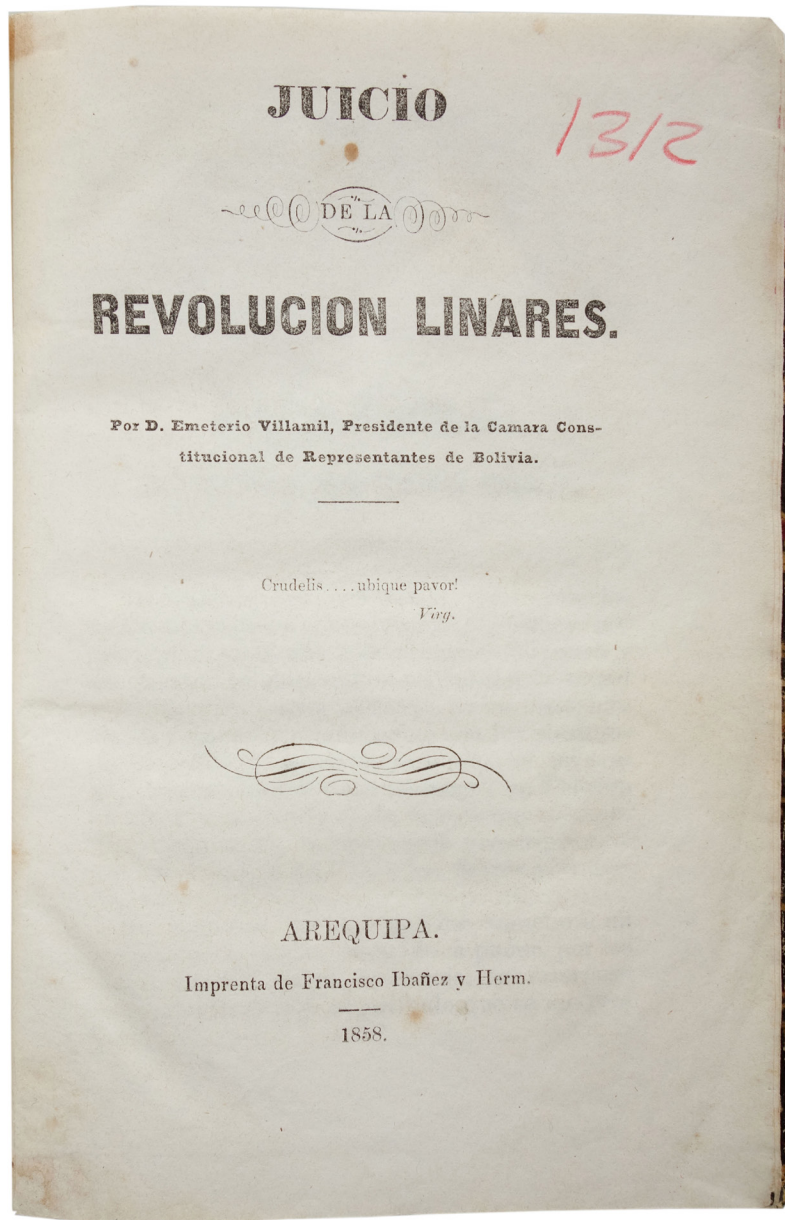 JUICIO
1312
DE LA
REVOLUCION LINARES.
Por D. Emeterio Villamil, Presidente de la Camara Cons-
titucional de Representantes de Bolivia.
Crudelis....ubique pavor!
Virg.
AREQUIPA.
Imprenta de Francisco Ibañez y Herm.
1858.